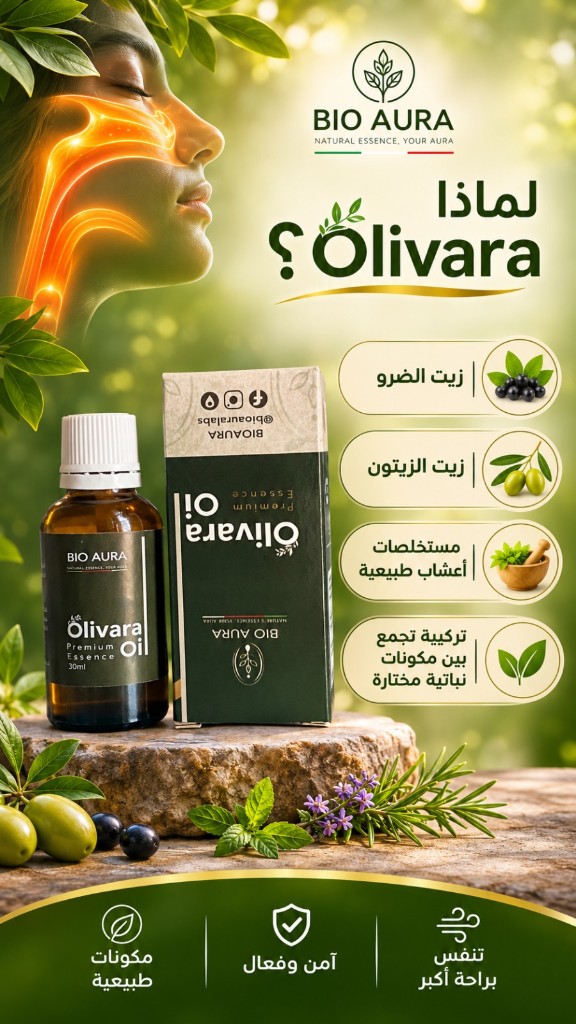 BIO AURA
NATURAL ESSENCE, YOUR AURA
لماذا
Olivara؟
زيت الضرو
زيت الزيتون
مستخلصات
أعشاب طبيعية
تركيبة تجمع
بين مكونات
نباتية مختارة
@bioauralabs
BIOAURA
Olivara
Oil
Premium
Essence
BIO AURA
BIO AURA
NATURAL ESSENCE, YOUR AURA
Olivara
Oil
Premium
Essence
30ml
مكونات
طبيعية
آمن وفعال
تنفس
براحة أكبر